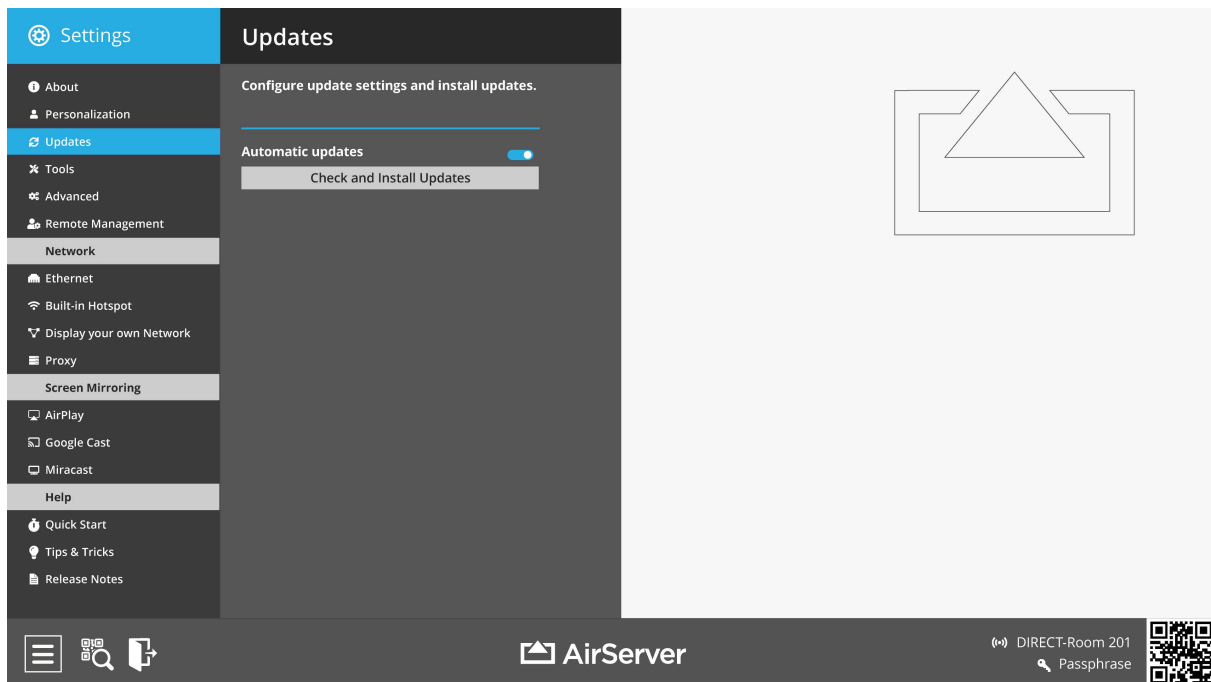 Settings
Updates
About
Personalization
Updates
Tools
Advanced
Remote Management
Network
Ethernet
Built-in Hotspot
Display your own Network
Proxy
Screen Mirroring
AirPlay
Google Cast
Miracast
Help
Quick Start
Tips & Tricks
Release Notes
Configure update settings and install updates.
Automatic updates
Check and Install Updates
AirServer
DIRECT-Room 201
Passphrase